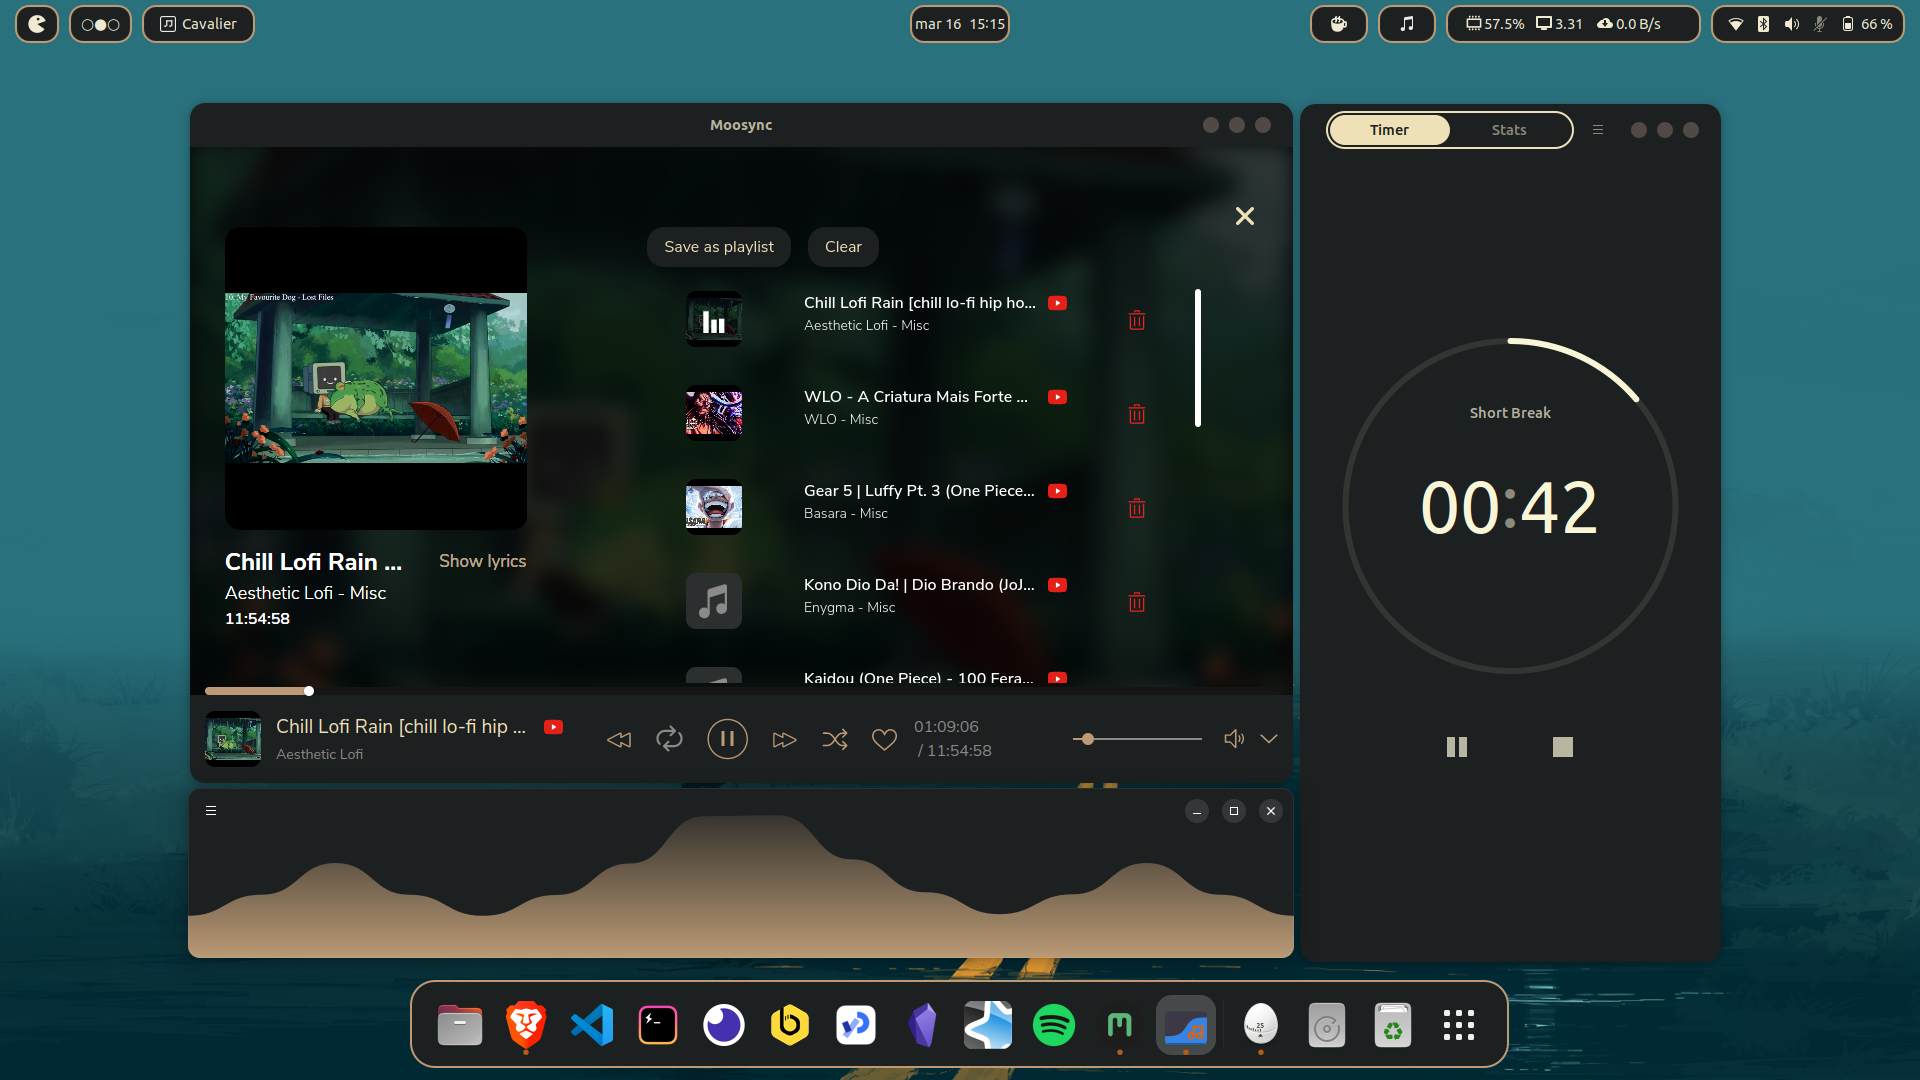 Cavalier
mar 16 15:15
57.5% 3.31 0.0 B/s
66 %
Moosync
10. My Favourite Dog - Lost Files
Chill Lofi Rain ...
Show lyrics
Aesthetic Lofi - Misc
11:54:58
Save as playlist
Clear
Chill Lofi Rain [chill lo-fi hip ho...
Aesthetic Lofi - Misc
WLO - A Criatura Mais Forte ...
WLO - Misc
Gear 5 | Luffy Pt. 3 (One Piece...
Basara - Misc
Kono Dio Da! | Dio Brando (JoJ...
Enygma - Misc
Kaidou (One Piece) - 100 Fera...
Chill Lofi Rain [chill lo-fi hip ...
Aesthetic Lofi
01:09:06
/ 11:54:58
Timer
Stats
Short Break
00:42
25